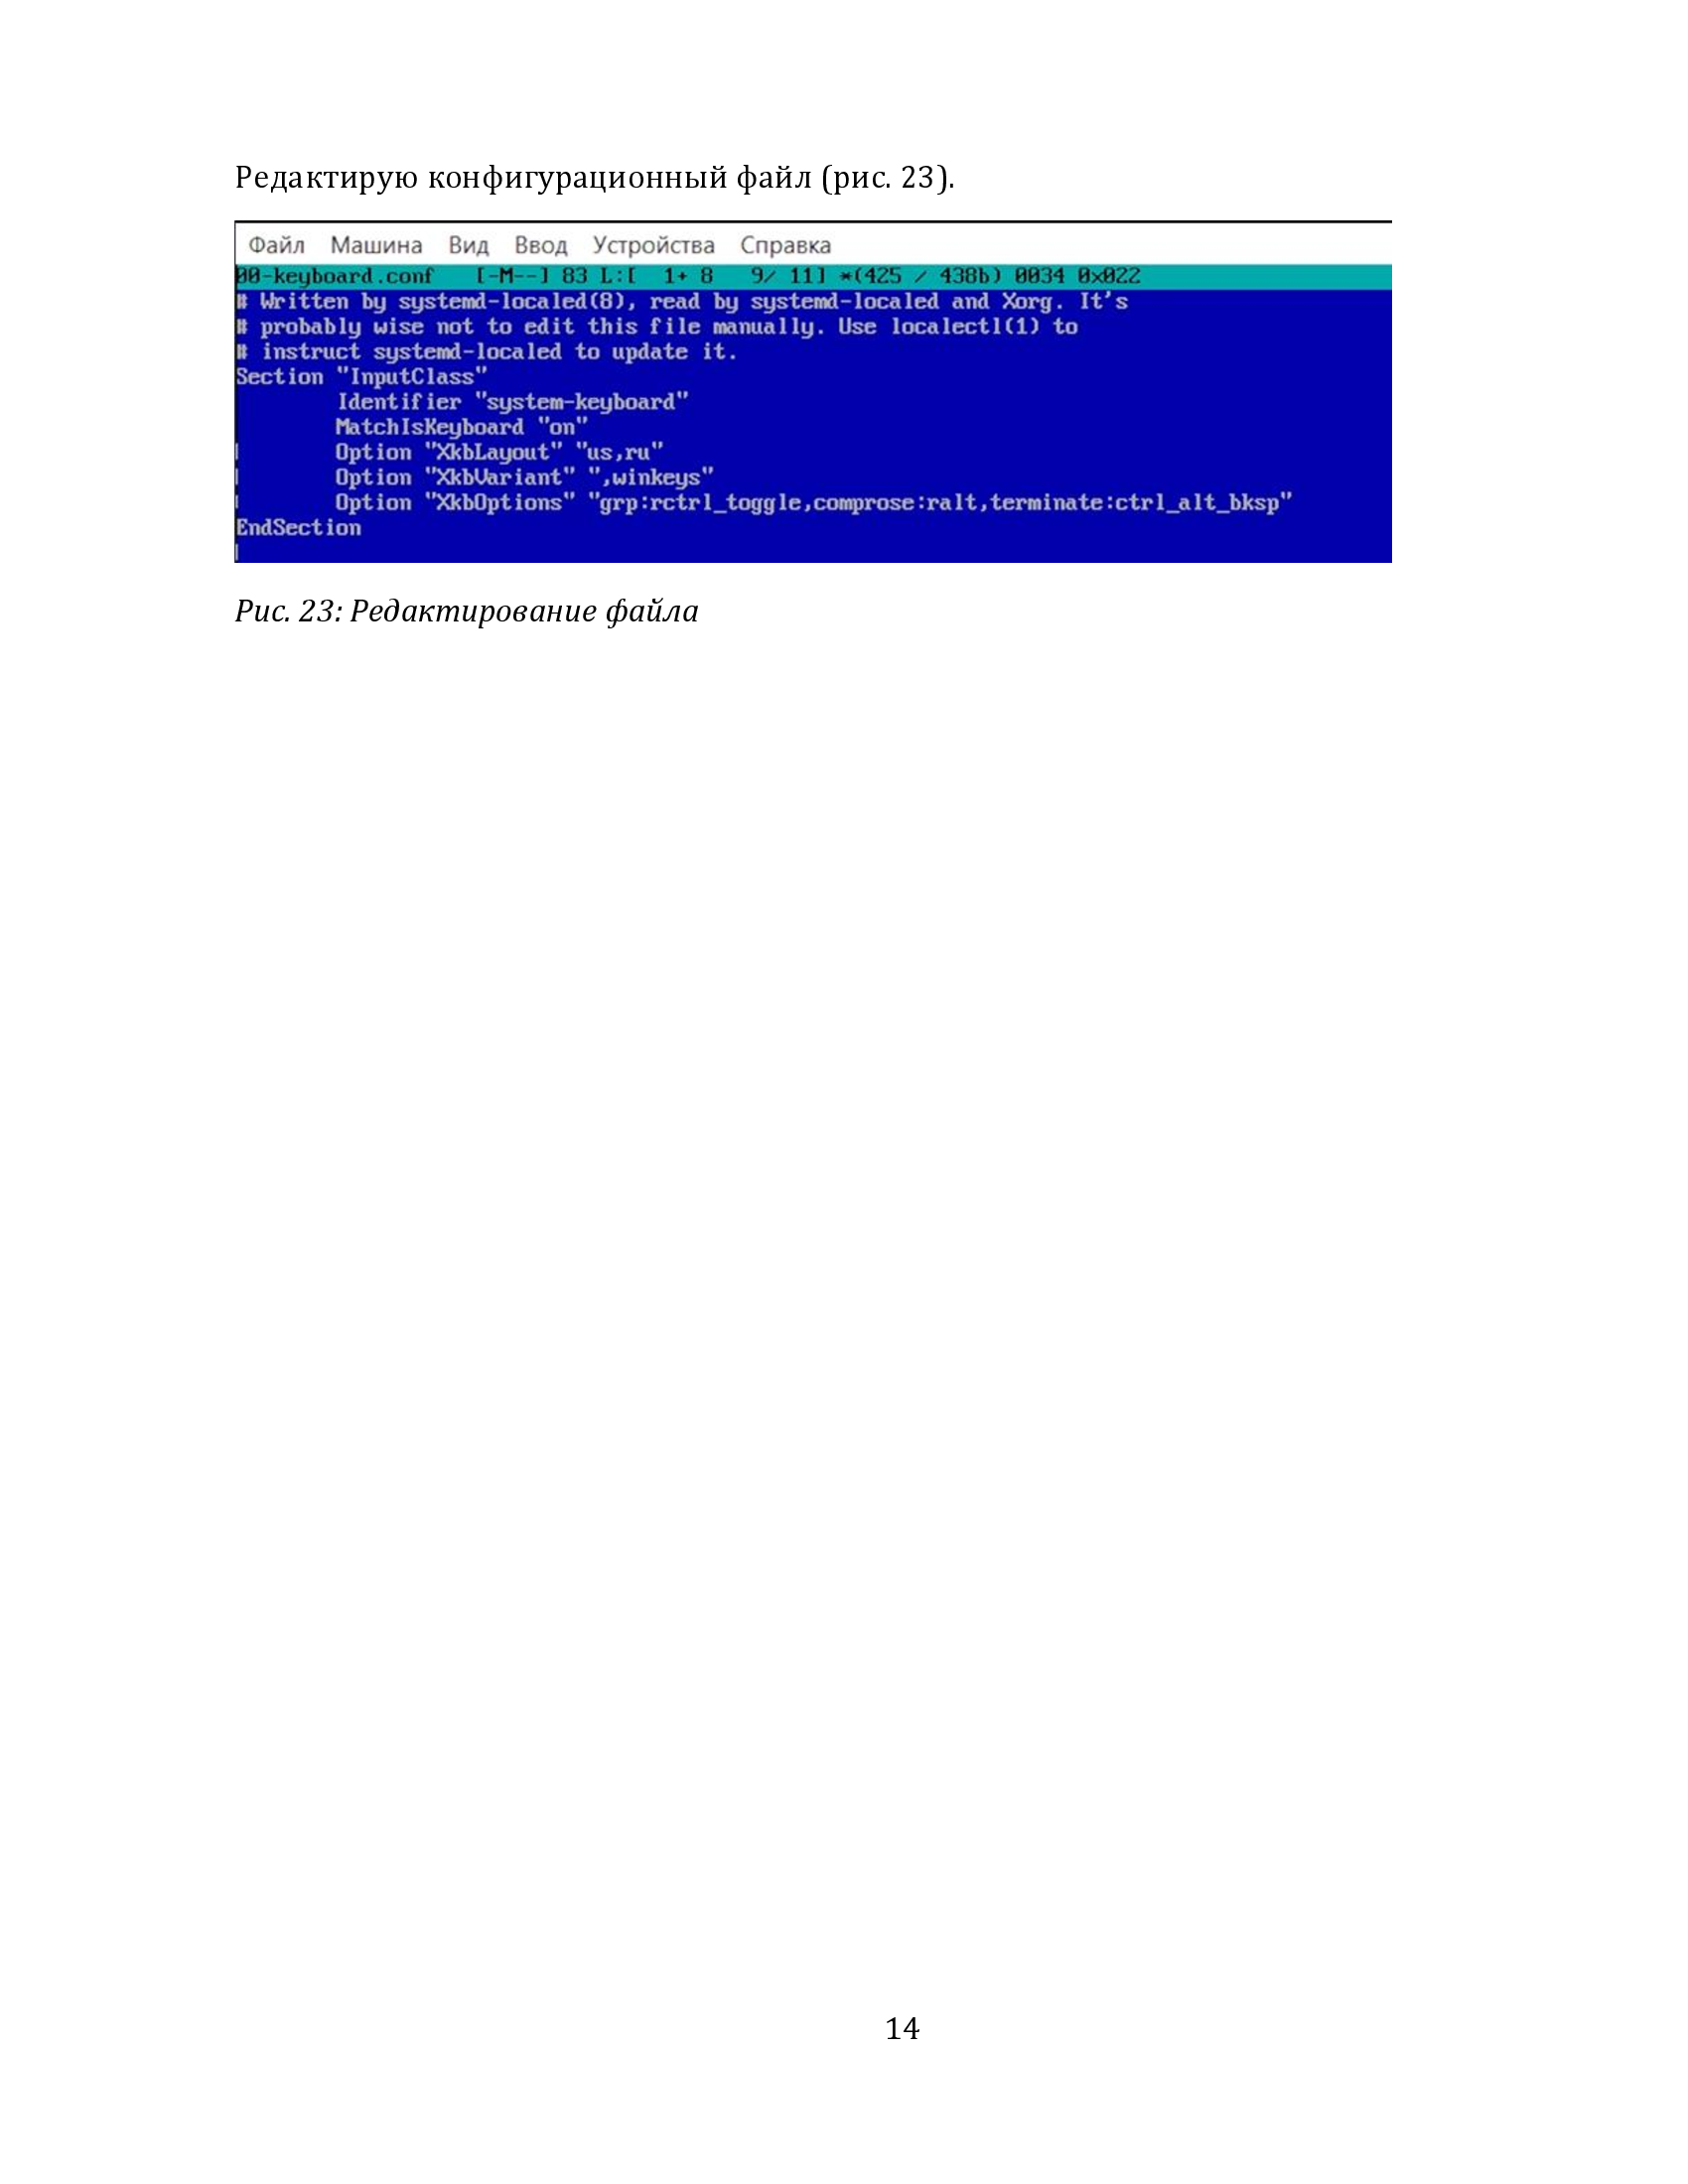 Редактирую конфигурационный файл (рис. 23).
Файл Машина Вид Ввод Устройства Справка
00-keyboard.conf [-M--] 83 L:[ 1+ 8 9/ 11] *(425 / 438b) 0034 0x022
# Written by systemd-localed(8), read by systemd-localed and Xorg. It's
# probably wise not to edit this file manually. Use localectl(1) to
# instruct systemd-localed to update it.
Section "InputClass"
Identifier "system-keyboard"
MatchIsKeyboard "on"
Option "XkbLayout" "us,ru"
Option "XkbVariant" ",winkeys"
Option "XkbOptions" "grp:rctrl_toggle,comprose:ralt,terminate:ctrl_alt_bksp"
EndSection
Рис. 23: Редактирование файла
14